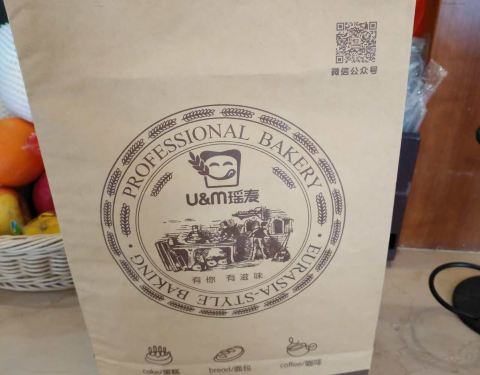 微信公众号
PROFESSIONAL BAKERY
U&M瑶麦
有你 有滋味
EURASIA-STYLE BAKING
cake/蛋糕
bread/面包
coffee/咖啡